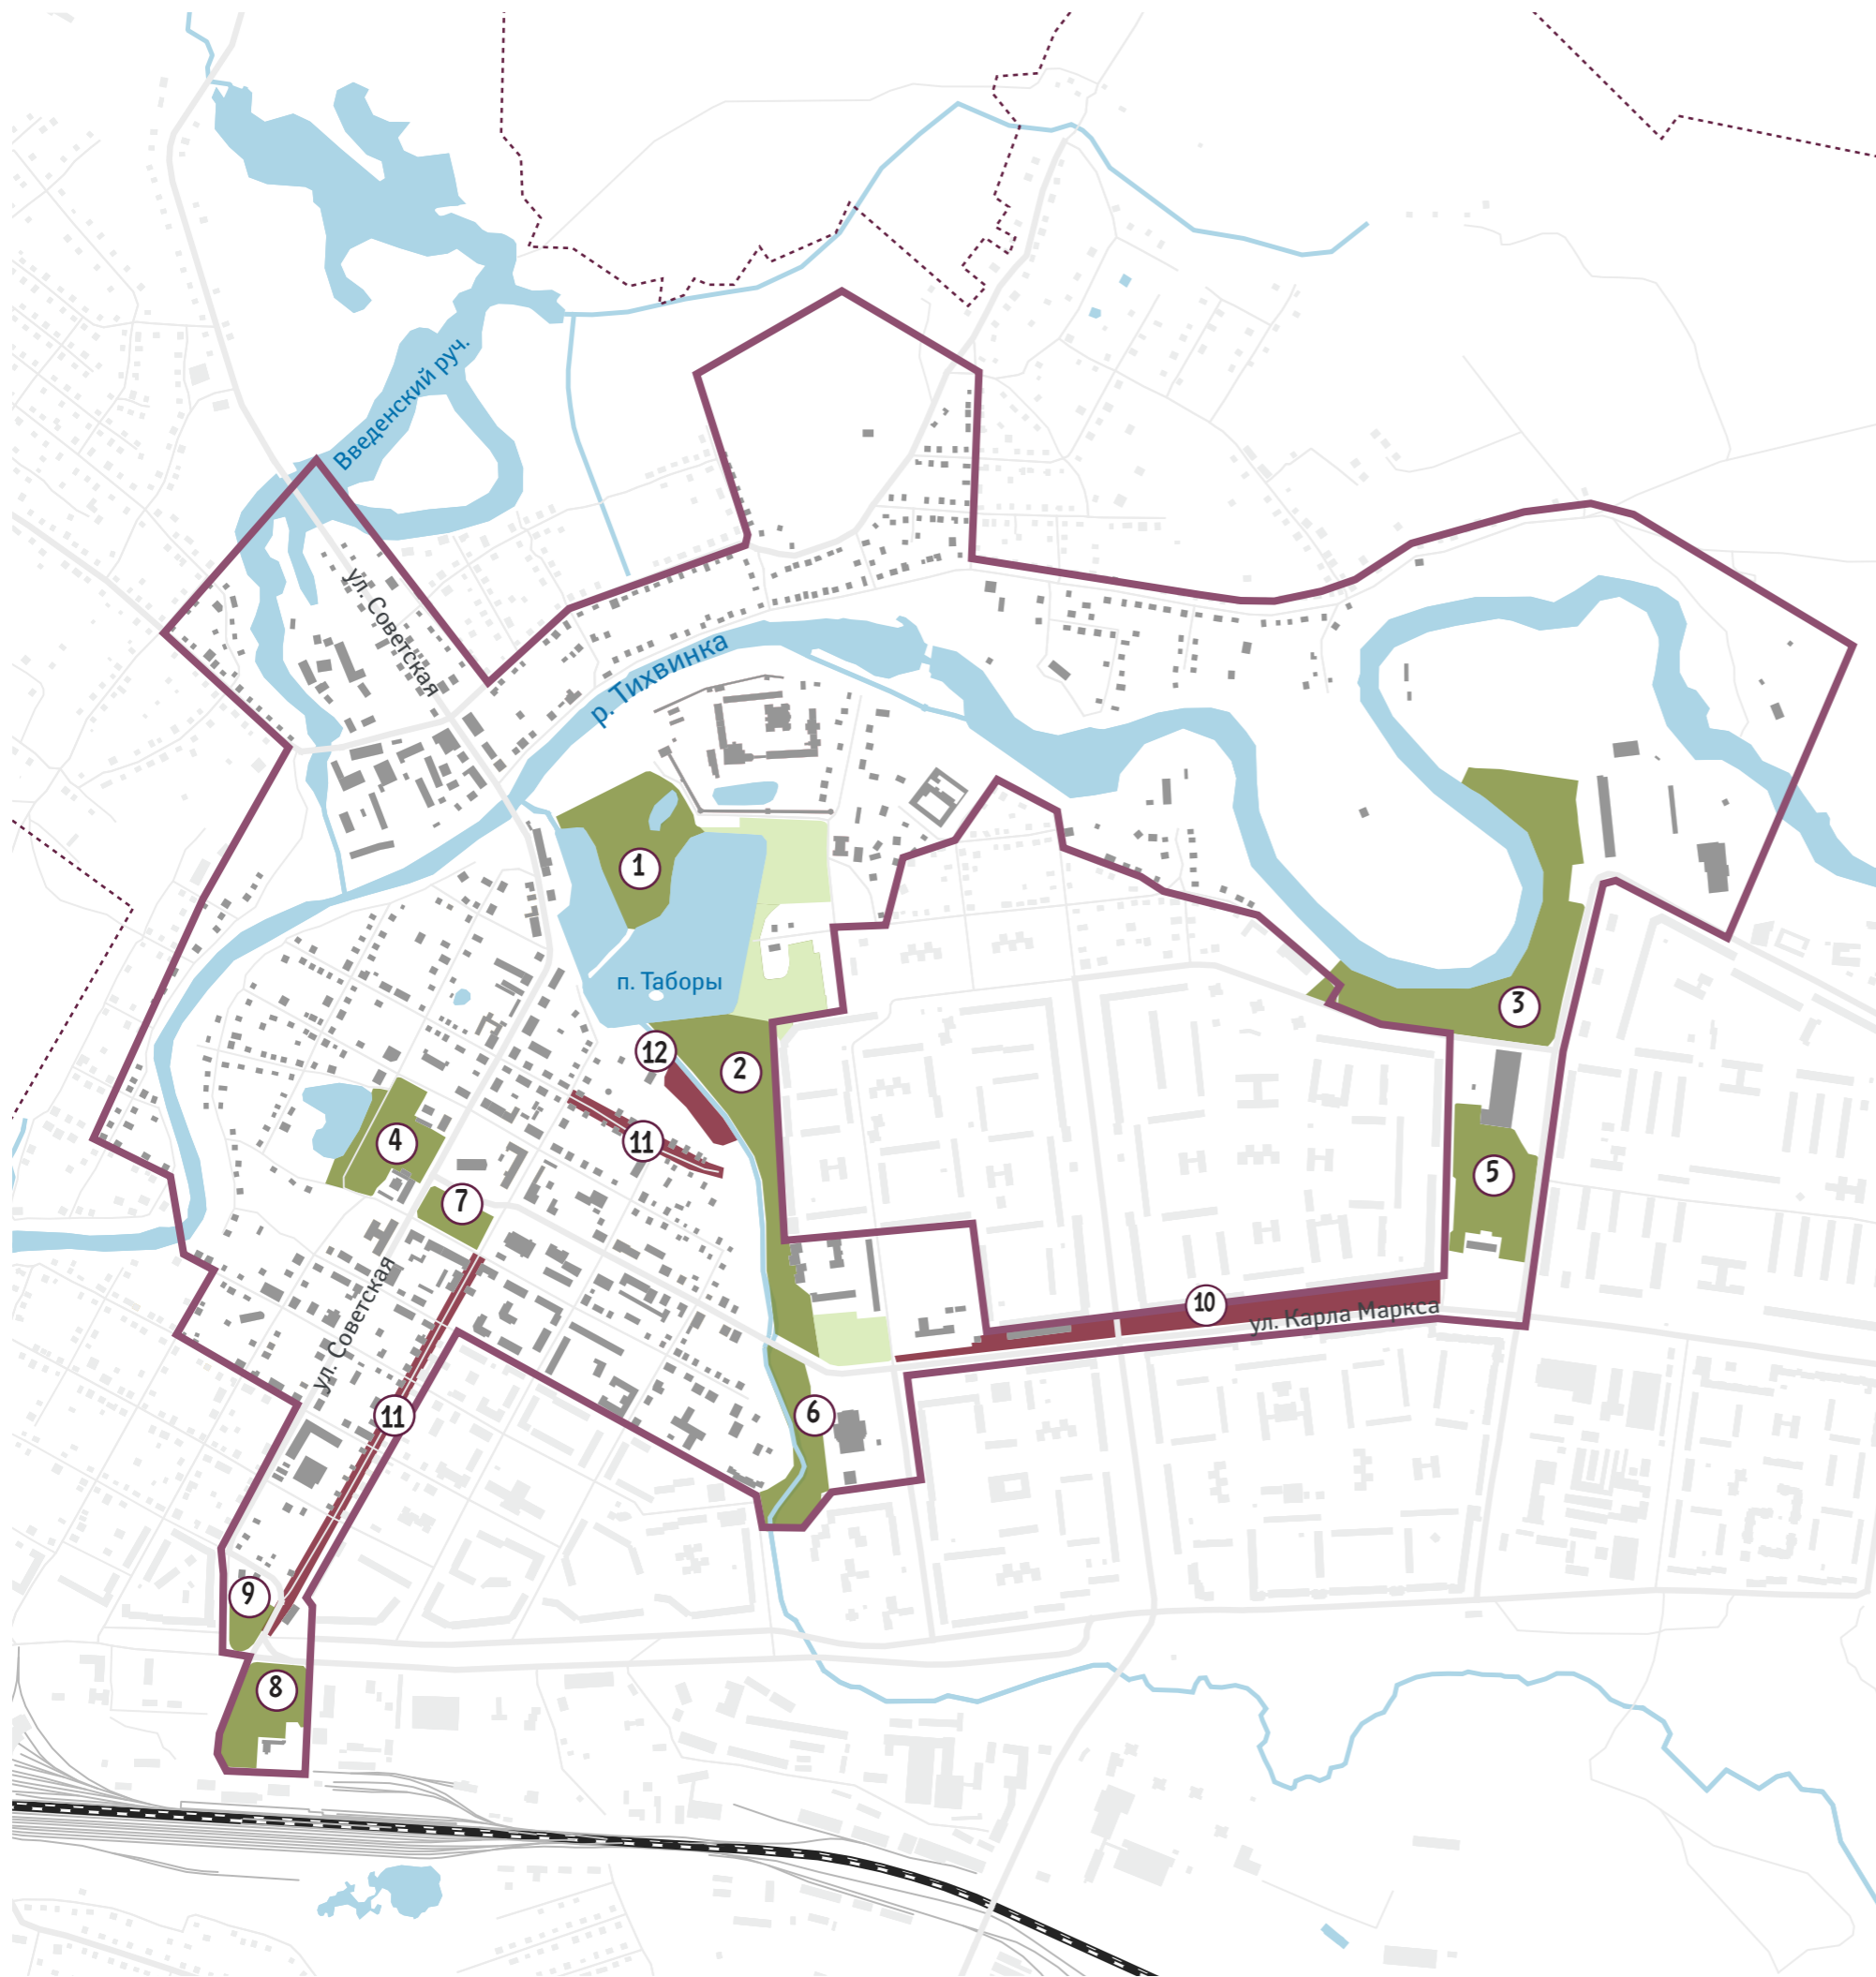 Введенский руч.
ул. Советская
р. Тихвинка
1
п. Таборы
3
12
2
11
4
5
7
10
ул. Карла Маркса
ул. Советская
11
6
9
8